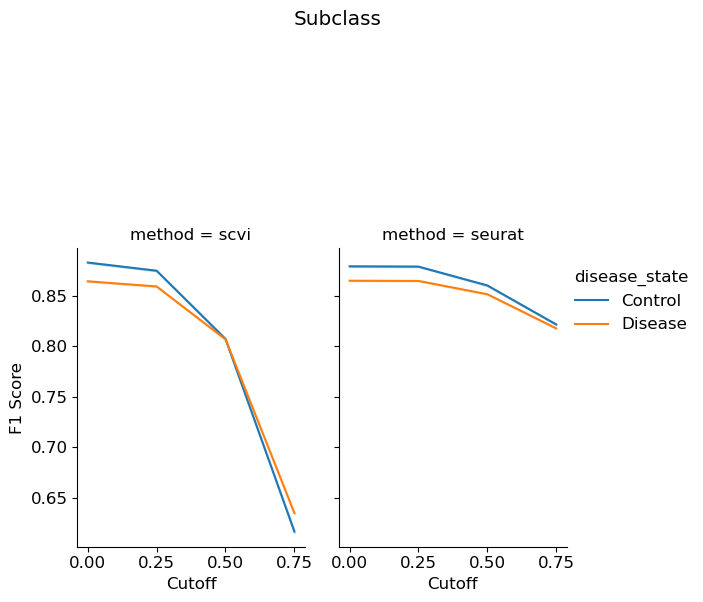 Subclass
method = scvi
method = seurat
disease_state
Control
Disease
F1 Score
0.85
0.80
0.75
0.70
0.65
0.00 0.25 0.50 0.75
0.00 0.25 0.50 0.75
Cutoff
Cutoff